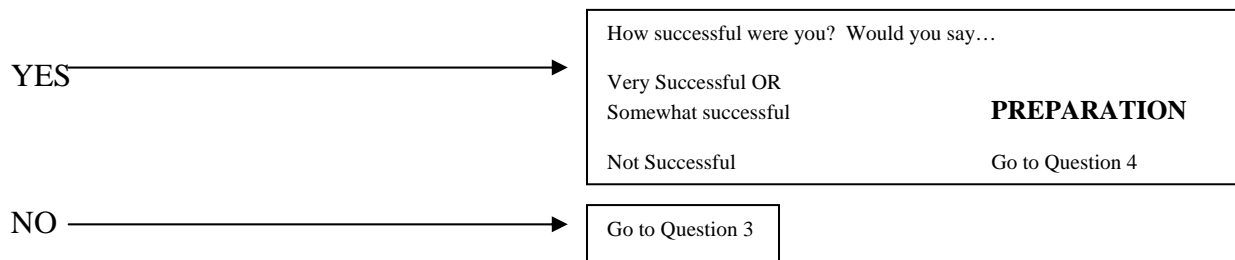 How successful were you?  Would you say…
YES
Very Successful OR
Somewhat successful PREPARATION
Not Successful Go to Question 4
NO
Go to Question 3